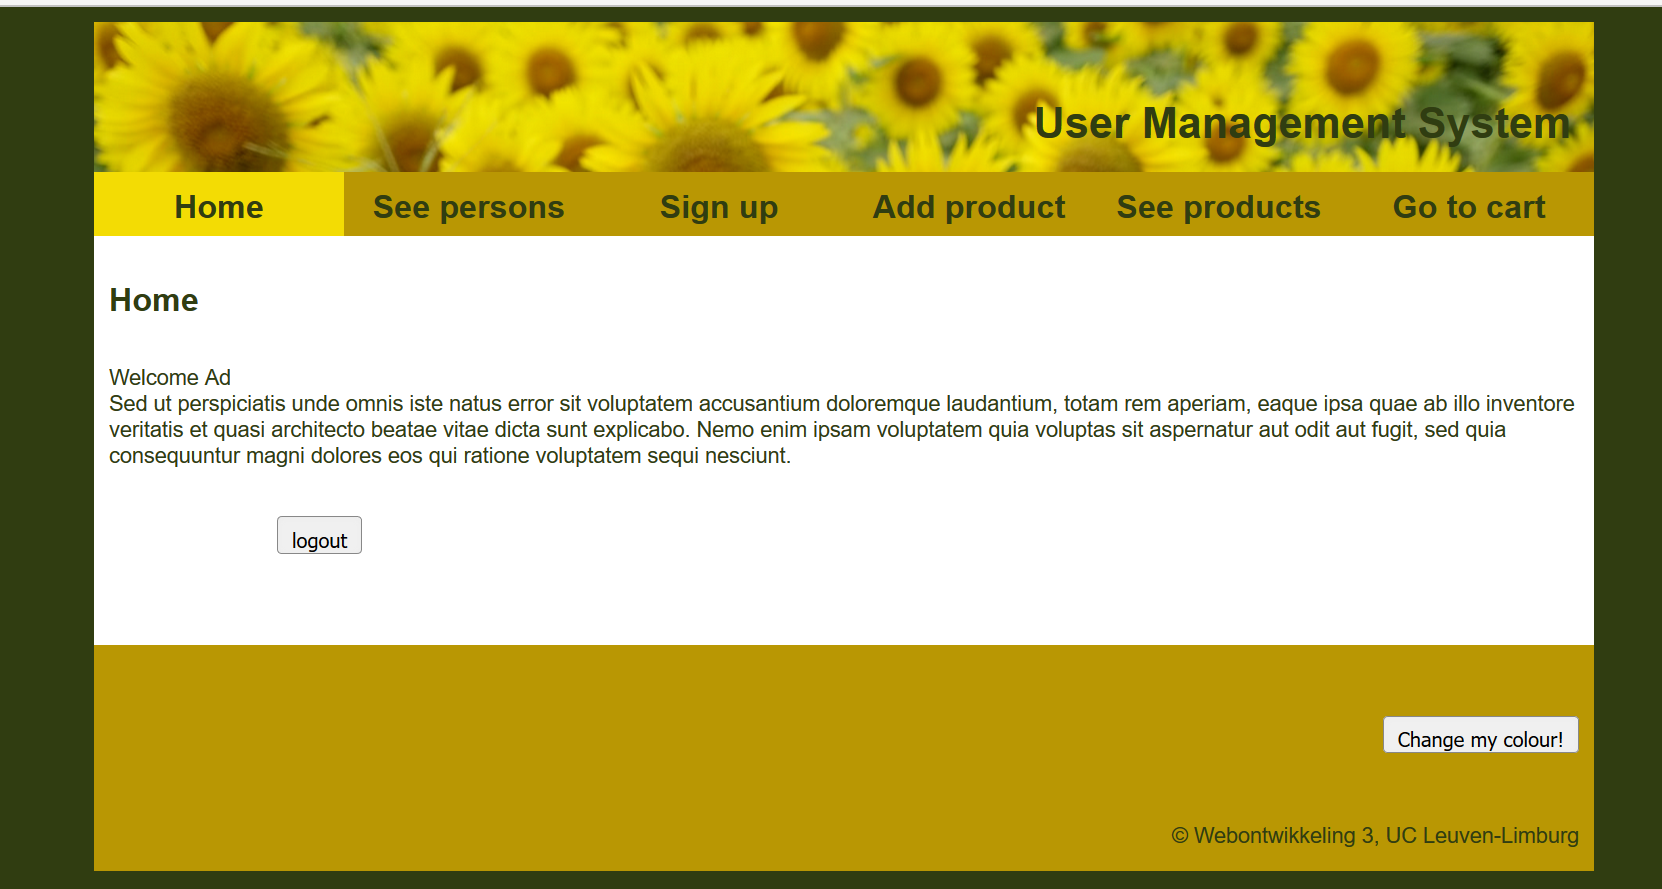 User Management System
Home See persons Sign up Add product See products Go to cart
Home
Welcome Ad
Sed ut perspiciatis unde omnis iste natus error sit voluptatem accusantium doloremque laudantium, totam rem aperiam, eaque ipsa quae ab illo inventore
veritatis et quasi architecto beatae vitae dicta sunt explicabo. Nemo enim ipsam voluptatem quia voluptas sit aspernatur aut odit aut fugit, sed quia
consequuntur magni dolores eos qui ratione voluptatem sequi nesciunt.
logout
Change my colour!
© Webontwikkeling 3, UC Leuven-Limburg